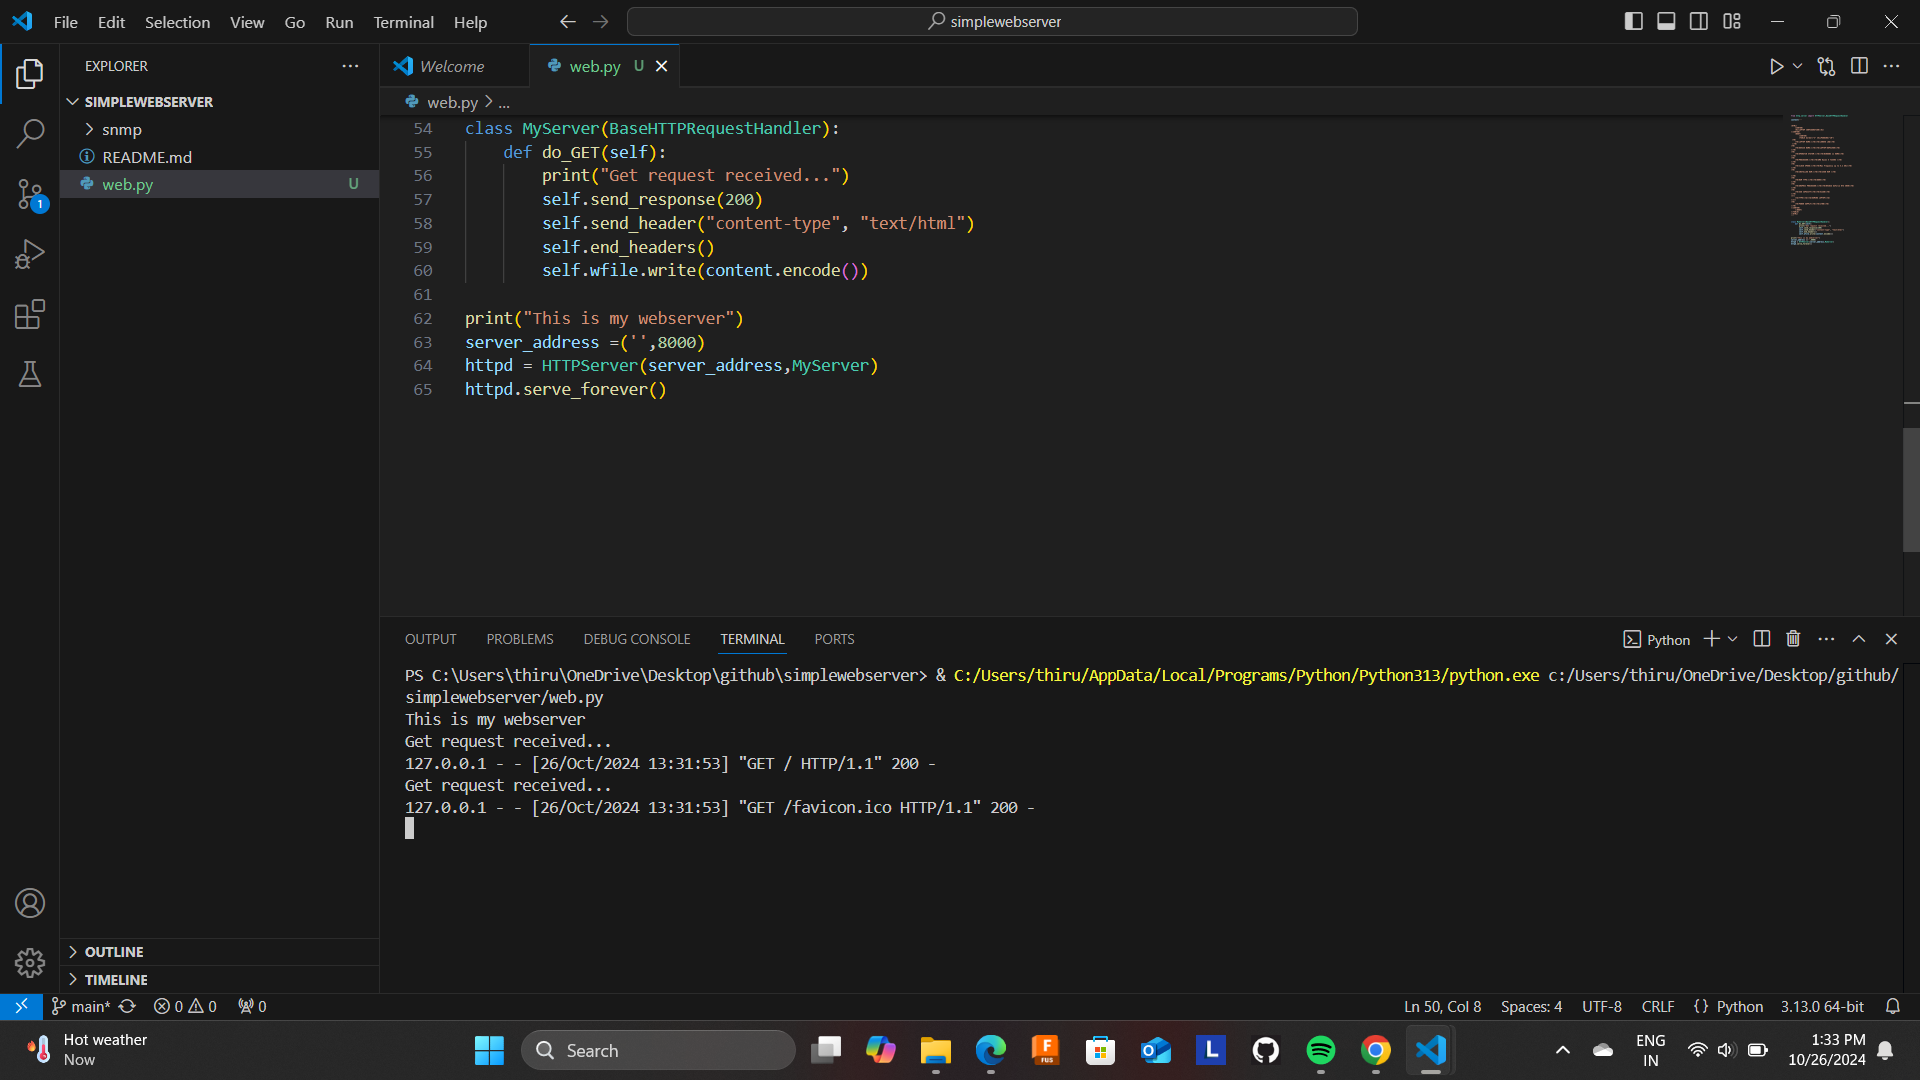 File Edit Selection View Go Run Terminal Help
simplewebserver
EXPLORER
SIMPLEWEBSERVER
snmp
README.md
web.py U
1
OUTLINE
TIMELINE
Welcome
web.py U
web.py > ...
54 class MyServer(BaseHTTPRequestHandler):
55 def do_GET(self):
56 print("Get request received...")
57 self.send_response(200)
58 self.send_header("content-type", "text/html")
59 self.end_headers()
60 self.wfile.write(content.encode())
61
62 print("This is my webserver")
63 server_address =('',8000)
64 httpd = HTTPServer(server_address,MyServer)
65 httpd.serve_forever()
OUTPUT PROBLEMS DEBUG CONSOLE TERMINAL PORTS
Python
PS C:\Users\thiru\OneDrive\Desktop\github\simplewebserver> & C:/Users/thiru/AppData/Local/Programs/Python/Python313/python.exe c:/Users/thiru/OneDrive/Desktop/github/
simplewebserver/web.py
This is my webserver
Get request received...
127.0.0.1 - - [26/Oct/2024 13:31:53] "GET / HTTP/1.1" 200 -
Get request received...
127.0.0.1 - - [26/Oct/2024 13:31:53] "GET /favicon.ico HTTP/1.1" 200 -
main* 0 0 0
Ln 50, Col 8 Spaces: 4 UTF-8 CRLF {} Python 3.13.0 64-bit
Hot weather
Now
Search
F
FUS
L
ENG
IN
1:33 PM
10/26/2024